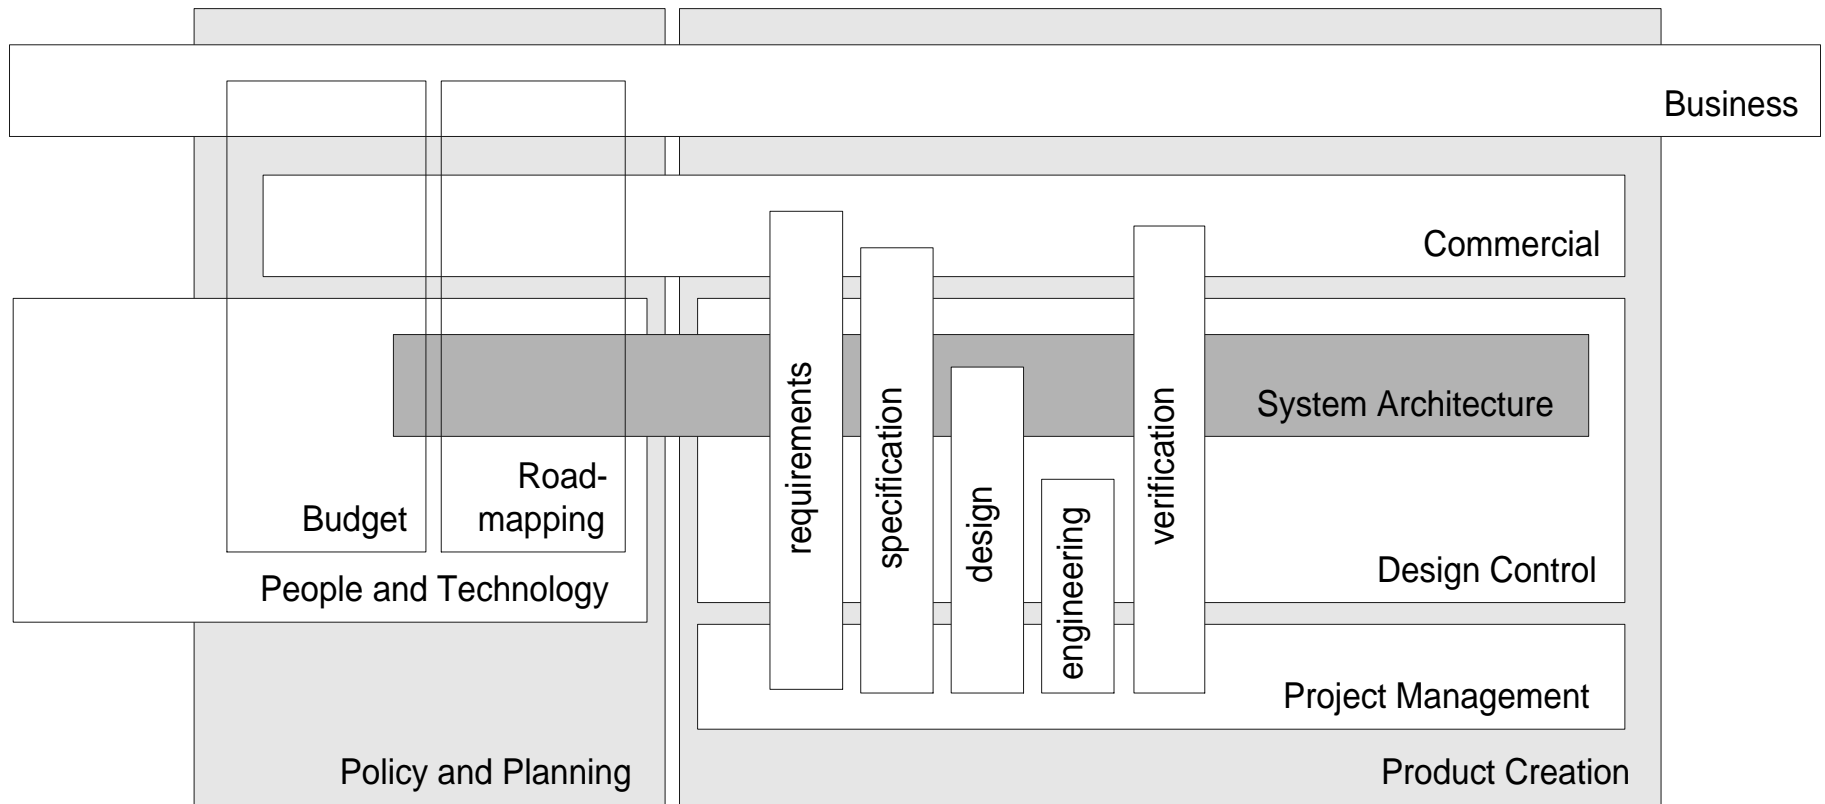 Business
Commercial
System Architecture
requirements
specification
design
engineering
verification
Road-
mapping
Budget
People and Technology
Design Control
Project Management
Policy and Planning
Product Creation